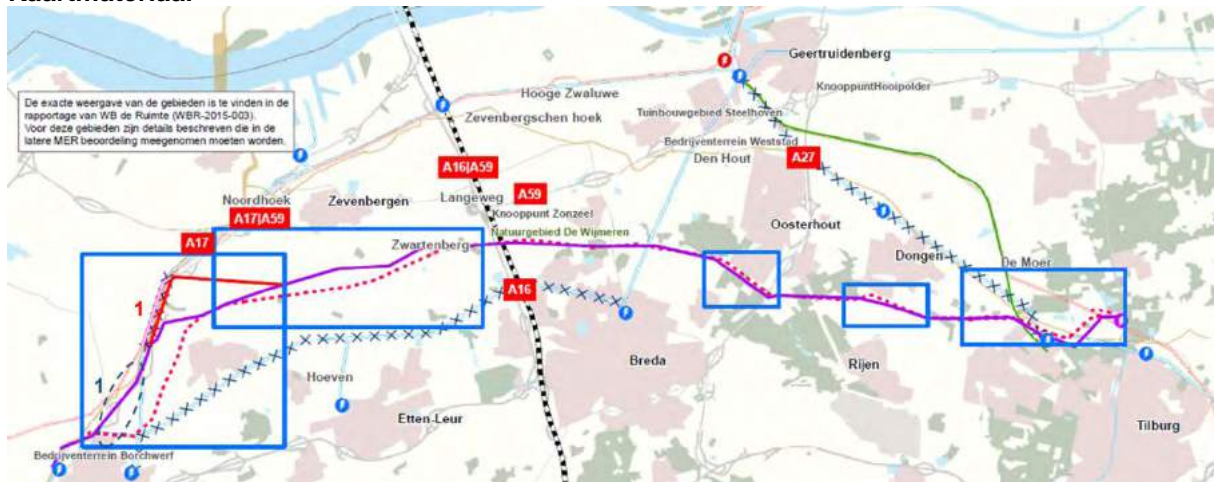 Kaartmateriaal
De exacte weergave van de gebieden is te vinden in de
rapportage van WB de Ruimte (WBR-2015-003).
Voor deze gebieden zijn details beschreven die in de
latere MER beoordeling meegenomen moeten worden.
Geertruidenberg
KnooppuntHooipolder
Hooge Zwaluwe
Zevenbergschen hoek
Tuinbouwgebied Steelhoven
Bedrijventerrein Weststad
Den Hout
A27
A16|A59
Noordhoek
Zevenbergen
Langeweg
A59
A17|A59
Knooppunt Zonzeel
Natuurgebied De Wijmeren
Oosterhout
A17
Zwartenberg
Dongen
De Moer
A16
1
Breda
Rijen
1
Hoeven
Etten-Leur
Tilburg
Bedrijventerrein Borchwerf